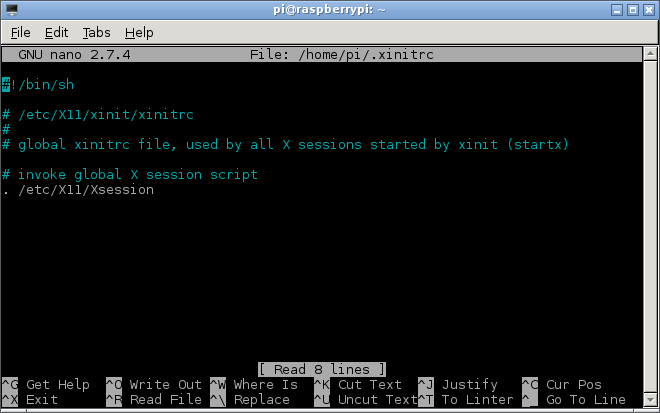 pi@raspberrypi: ~
File Edit Tabs Help
GNU nano 2.7.4 File: /home/pi/.xinitrc
#!/bin/sh
# /etc/X11/xinit/xinitrc
#
# global xinitrc file, used by all X sessions started by xinit (startx)
# invoke global X session script
. /etc/X11/Xsession
[ Read 8 lines ]
^G Get Help ^O Write Out ^W Where Is ^K Cut Text ^J Justify ^C Cur Pos
^X Exit ^R Read File ^\ Replace ^U Uncut Text ^T To Linter ^_ Go To Line